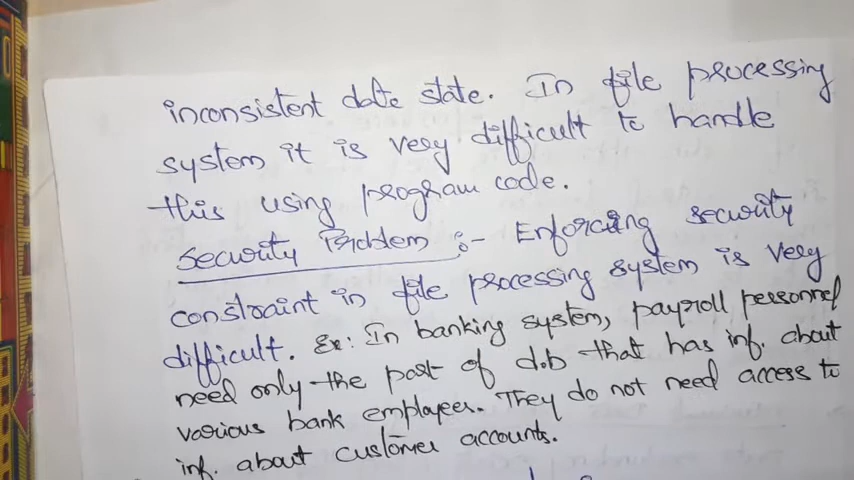 inconsistent date state. In file processing
system it is very difficult to handle
this using program code.
Security Problem :- Enforcing security
constraint in file processing system is very
difficult. Ex: In banking system, payroll personnel
need only the part of d.b that has inf. about
various bank employees. They do not need access to
inf. about customer accounts.